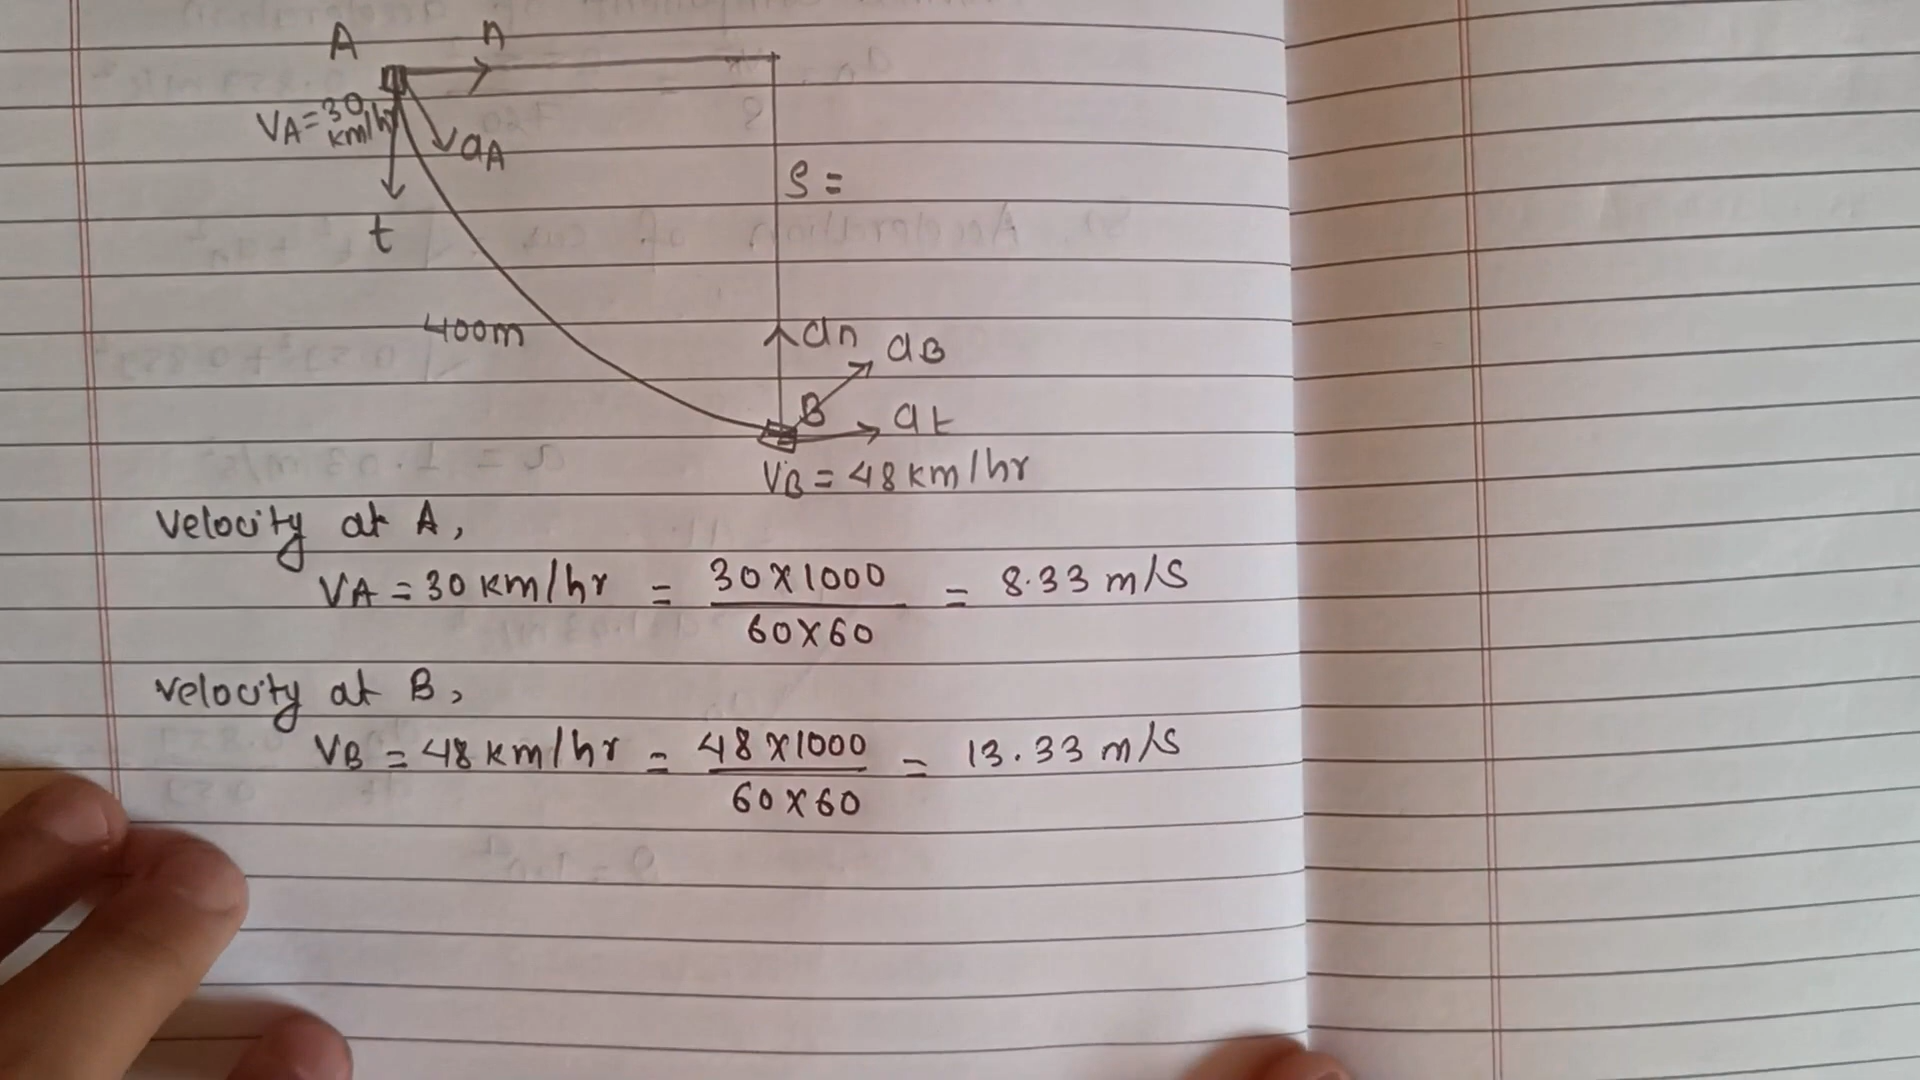 A
n
VA = 30 km/hr
aA
t
S =
400m
an
aB
B
at
VB = 48 km/hr
Velocity at A,
VA = 30 km/hr = 30 X 1000 / 60 X 60 = 8.33 m/s
Velocity at B,
VB = 48 km/hr = 48 X 1000 / 60 X 60 = 13.33 m/s